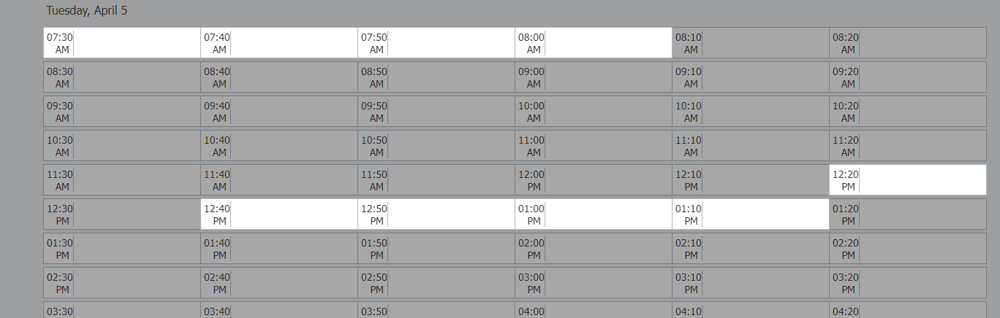 Tuesday, April 5
07:30 07:40 07:50 08:00 08:10 08:20
AM AM AM AM AM AM
08:30 08:40 08:50 09:00 09:10 09:20
AM AM AM AM AM AM
09:30 09:40 09:50 10:00 10:10 10:20
AM AM AM AM AM AM
10:30 10:40 10:50 11:00 11:10 11:20
AM AM AM AM AM AM
11:30 11:40 11:50 12:00 12:10 12:20
AM AM AM PM PM PM
12:30 12:40 12:50 01:00 01:10 01:20
PM PM PM PM PM PM
01:30 01:40 01:50 02:00 02:10 02:20
PM PM PM PM PM PM
02:30 02:40 02:50 03:00 03:10 03:20
PM PM PM PM PM PM
03:30 03:40 03:50 04:00 04:10 04:20